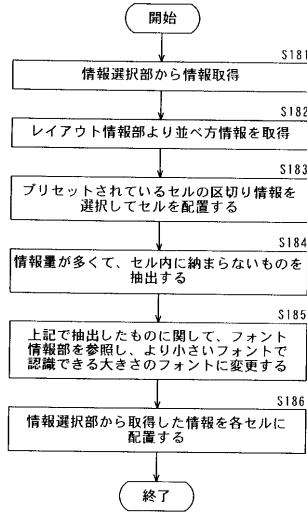 開始
S181
情報選択部から情報取得
S182
レイアウト情報部より並べ方情報を取得
S183
プリセットされているセルの区切り情報を
選択してセルを配置する
S184
情報量が多くて、セル内に納まらないものを
抽出する
S185
上記で抽出したものに関して、フォント
情報部を参照し、より小さいフォントで
認識できる大きさのフォントに変更する
S186
情報選択部から取得した情報を各セルに
配置する
終了